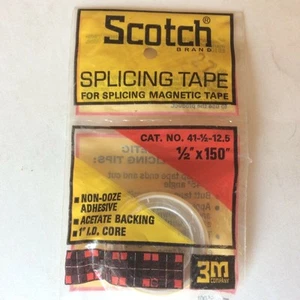 Scotch
BRAND
SPLICING TAPE
FOR SPLICING MAGNETIC TAPE
CAT. NO. 41-½-12.5
½" x 150"
■ NON-OOZE
ADHESIVE
■ ACETATE BACKING
■ 1" I.D. CORE
3M
COMPANY